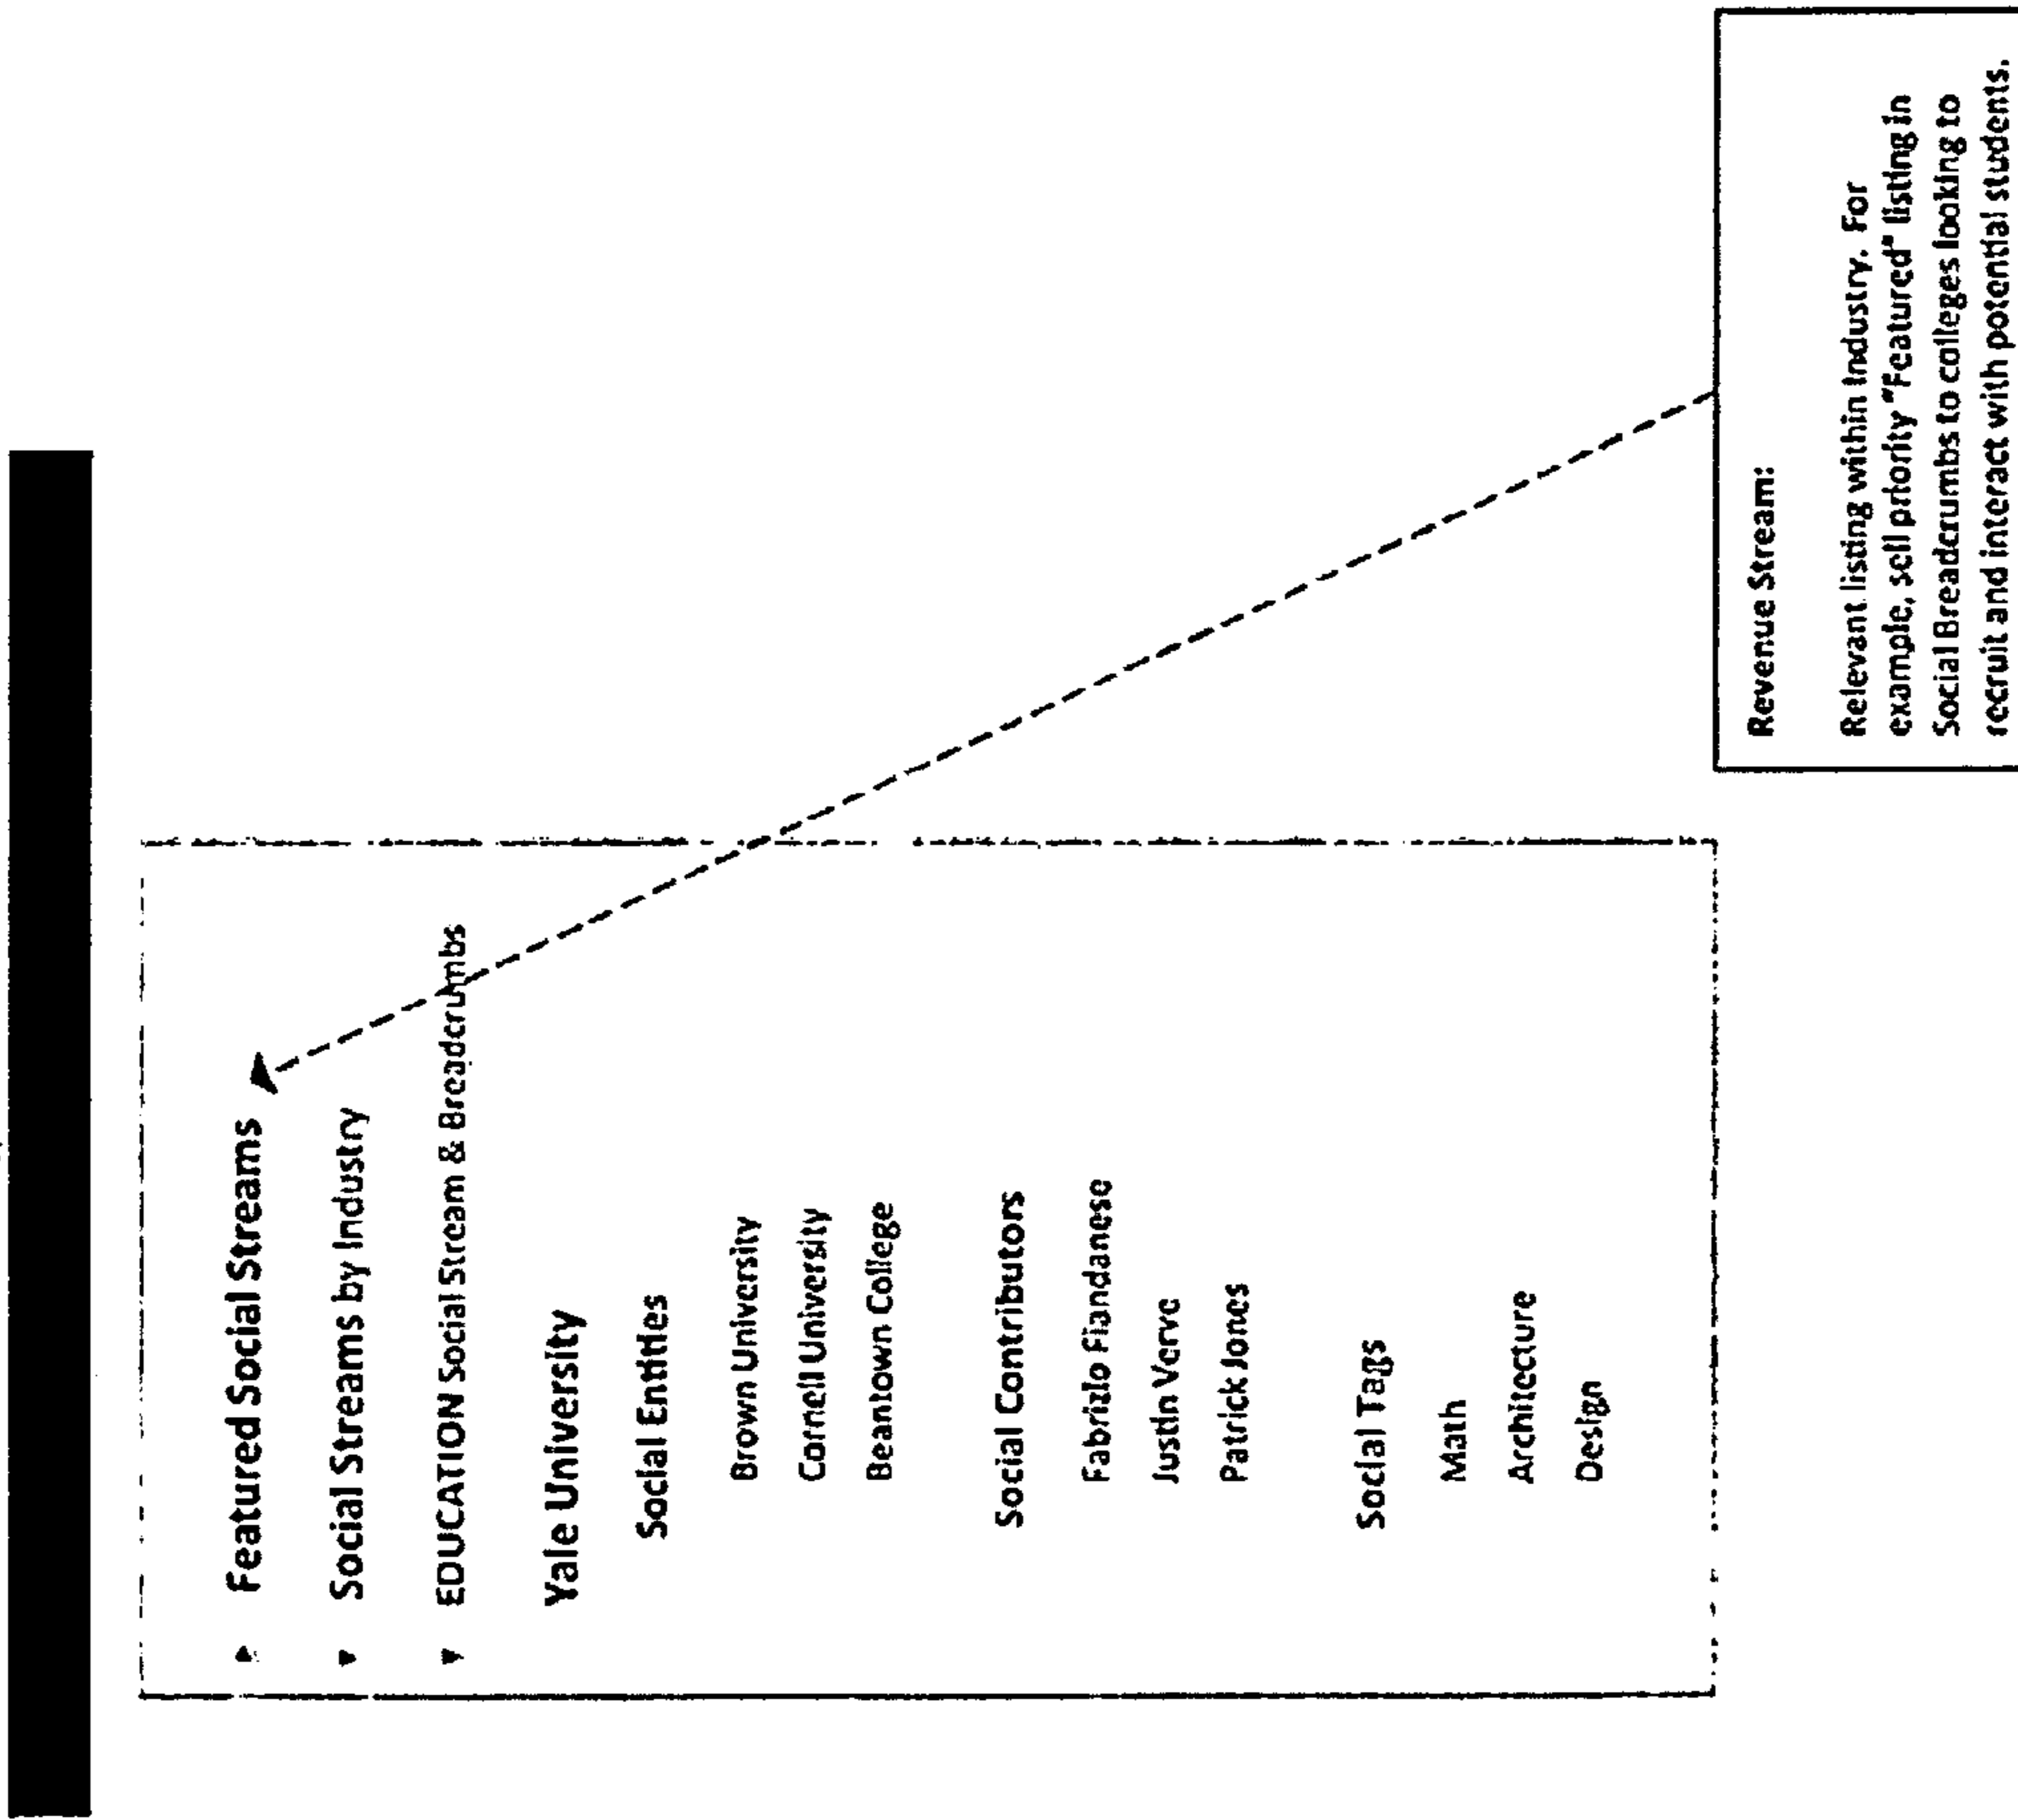 Featured Social Streams
Social Streams by Industry
EDUCATION Social Stream & Breadcrumbs
Yale University
Social Entities
Brown University
Cornell University
Beantown College
Social Contributors
Fabrizio Fiandanese
Justin Verve
Patrick Jones
Social Tags
Math
Architecture
Design
Revenue Stream:
Relevant listing within Industry. For
example, sell priority "Featured" listing in
Social Breadcrumbs to colleges looking to
recruit and interact with potential students.